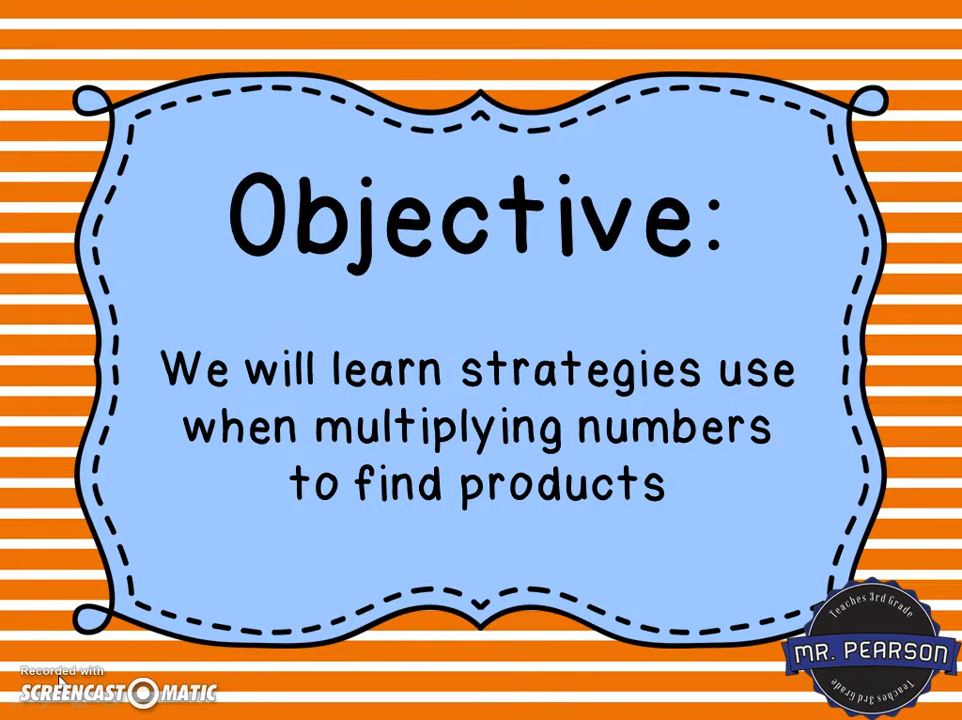 Objective:
We will learn strategies use
when multiplying numbers
to find products
Teaches 3rd Grade
MR. PEARSON
Teaches 3rd Grade
Recorded with
SCREENCAST O MATIC